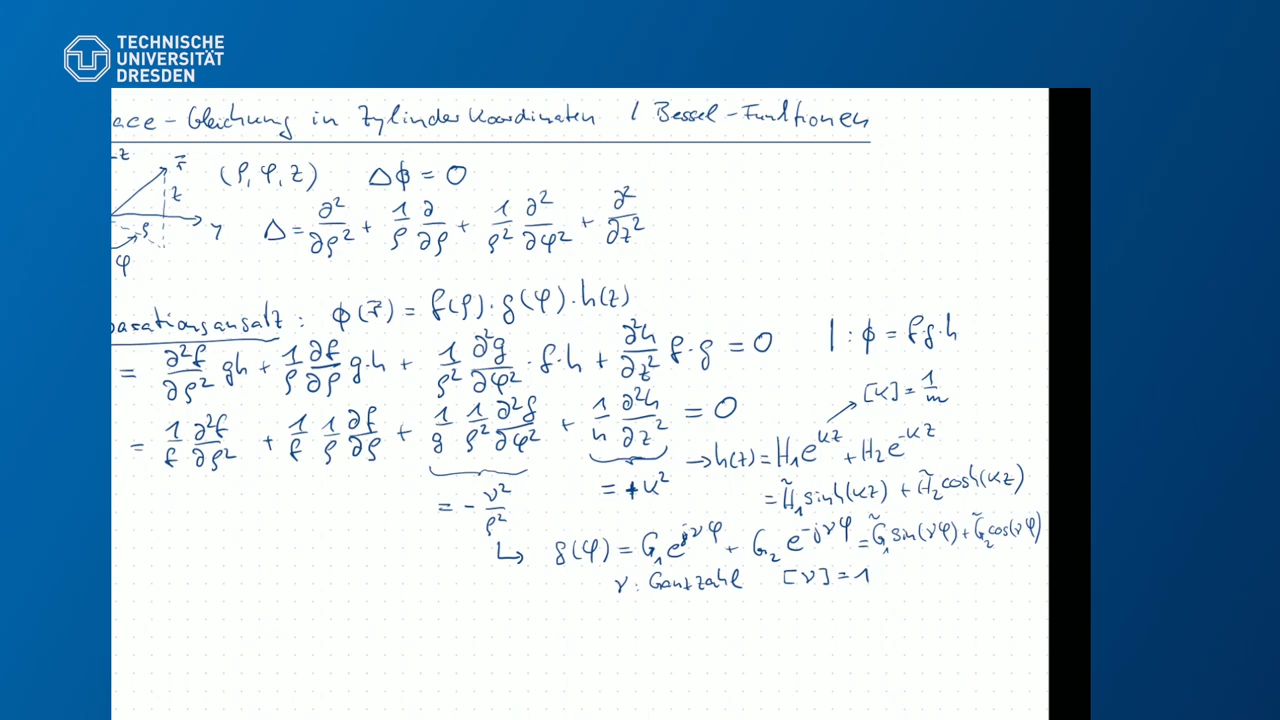 TECHNISCHE
UNIVERSITÄT
DRESDEN
ace-Gleichung in Zylinderkoordinaten / Bessel-Funktionen
z r⃗ (ρ, φ, z) Δϕ = 0
z
ρ y Δ = ∂²/∂ρ² + 1/ρ ∂/∂ρ + 1/ρ² ∂²/∂φ² + ∂²/∂z²
φ
parationsansatz: ϕ(r⃗) = f(ρ)·g(φ)·h(z)
= ∂²f/∂ρ² gh + 1/ρ ∂f/∂ρ g·h + 1/ρ² ∂²g/∂φ² · f·h + ∂²h/∂z² f·g = 0 | : ϕ = f·g·h
[κ] = 1/m
= 1/f ∂²f/∂ρ² + 1/f 1/ρ ∂f/∂ρ + 1/g 1/ρ² ∂²g/∂φ² + 1/h ∂²h/∂z² = 0
→ h(z) = H₁e^{κz} + H₂e^{-κz}
= -ν²/ρ² = +κ² = H̃₁ sinh(κz) + H̃₂ cosh(κz)
↳ g(φ) = G₁e^{jνφ} + G₂e^{-jνφ} = G̃₁ sin(νφ) + G̃₂ cos(νφ)
ν: Ganzzahl [ν] = 1